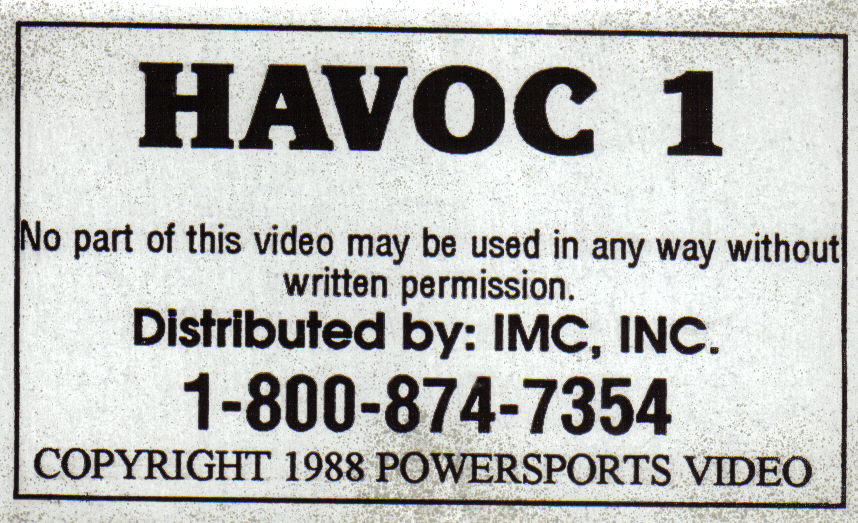 HAVOC 1
No part of this video may be used in any way without
written permission.
Distributed by: IMC, INC.
1-800-874-7354
COPYRIGHT 1988 POWERSPORTS VIDEO